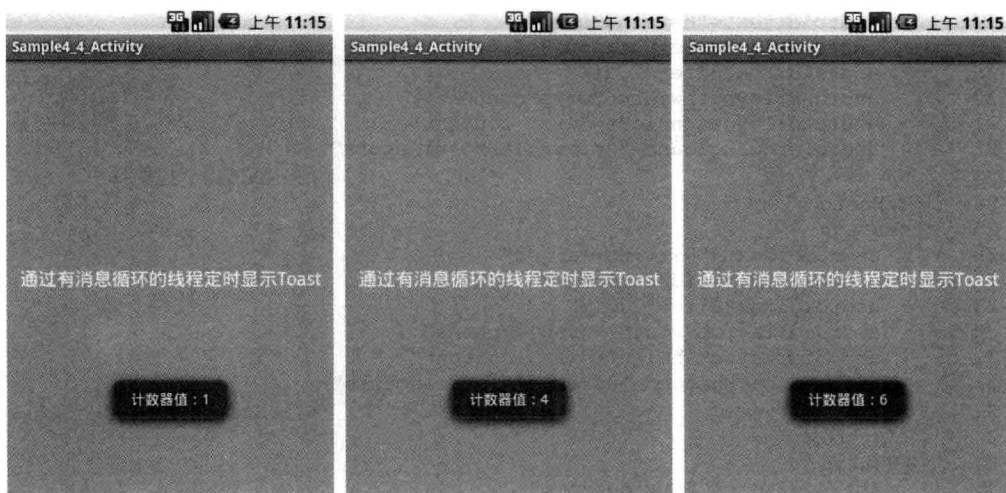 3G 上午 11:15
Sample4_4_Activity
通过有消息循环的线程定时显示Toast
计数器值：1
3G 上午 11:15
Sample4_4_Activity
通过有消息循环的线程定时显示Toast
计数器值：4
3G 上午 11:15
Sample4_4_Activity
通过有消息循环的线程定时显示Toast
计数器值：6